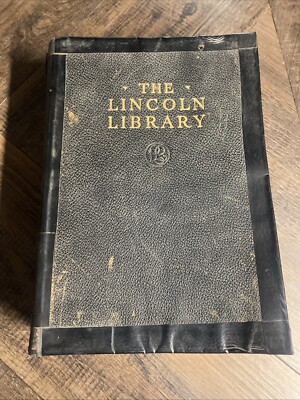 · THE ·
LINCOLN
LIBRARY